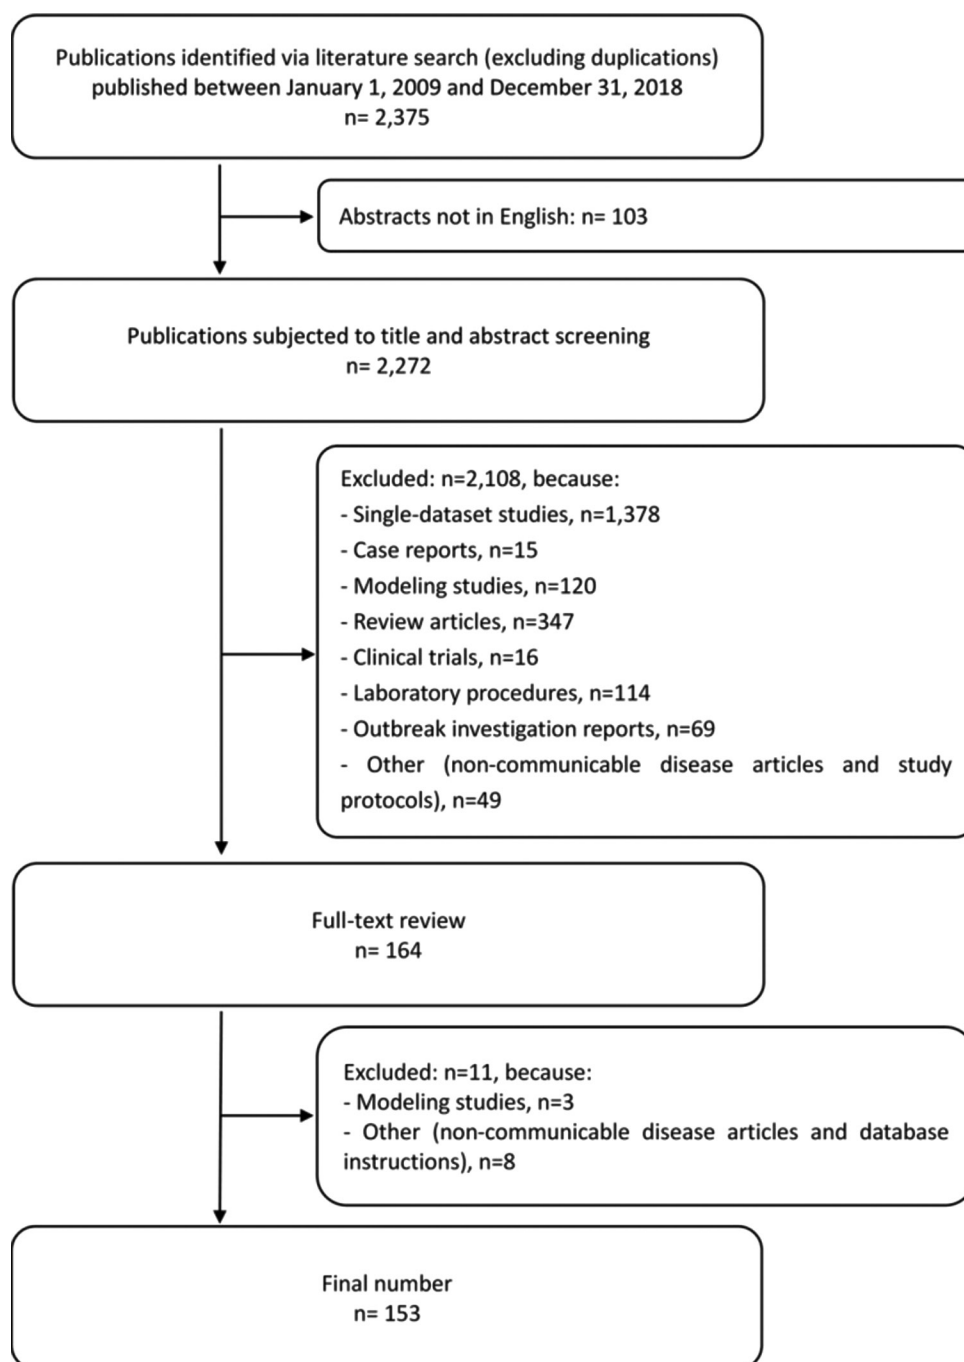 Publications identified via literature search (excluding duplications)
published between January 1, 2009 and December 31, 2018
n= 2,375
Abstracts not in English: n= 103
Publications subjected to title and abstract screening
n= 2,272
Excluded: n=2,108, because:
- Single-dataset studies, n=1,378
- Case reports, n=15
- Modeling studies, n=120
- Review articles, n=347
- Clinical trials, n=16
- Laboratory procedures, n=114
- Outbreak investigation reports, n=69
- Other (non-communicable disease articles and study
protocols), n=49
Full-text review
n= 164
Excluded: n=11, because:
- Modeling studies, n=3
- Other (non-communicable disease articles and database
instructions), n=8
Final number
n= 153